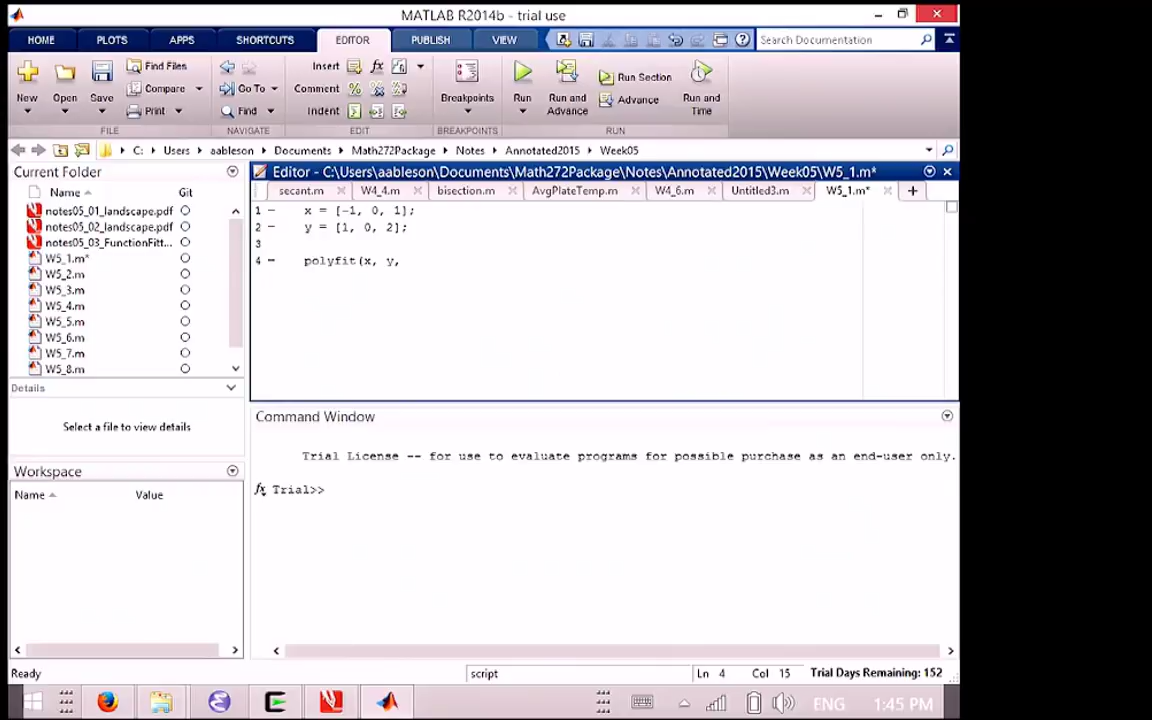 MATLAB R2014b - trial use
HOME PLOTS APPS SHORTCUTS EDITOR PUBLISH VIEW Search Documentation
New Open Save Find Files Compare Print
Go To Find
Insert Comment Indent
Breakpoints Run Run and Advance Run Section Advance Run and Time
FILE NAVIGATE EDIT BREAKPOINTS RUN
C: Users aableson Documents Math272Package Notes Annotated2015 Week05
Current Folder
Name Git
notes05_01_landscape.pdf
notes05_02_landscape.pdf
notes05_03_FunctionFitt...
W5_1.m*
W5_2.m
W5_3.m
W5_4.m
W5_5.m
W5_6.m
W5_7.m
W5_8.m
Details
Select a file to view details
Workspace
Name Value
Editor - C:\Users\aableson\Documents\Math272Package\Notes\Annotated2015\Week05\W5_1.m*
secant.m W4_4.m bisection.m AvgPlateTemp.m W4_6.m Untitled3.m W5_1.m*
1 x = [-1, 0, 1];
2 y = [1, 0, 2];
3
4 polyfit(x, y,
Command Window
Trial License -- for use to evaluate programs for possible purchase as an end-user only.
fx Trial>>
Ready script Ln 4 Col 15 Trial Days Remaining: 152
ENG 1:45 PM